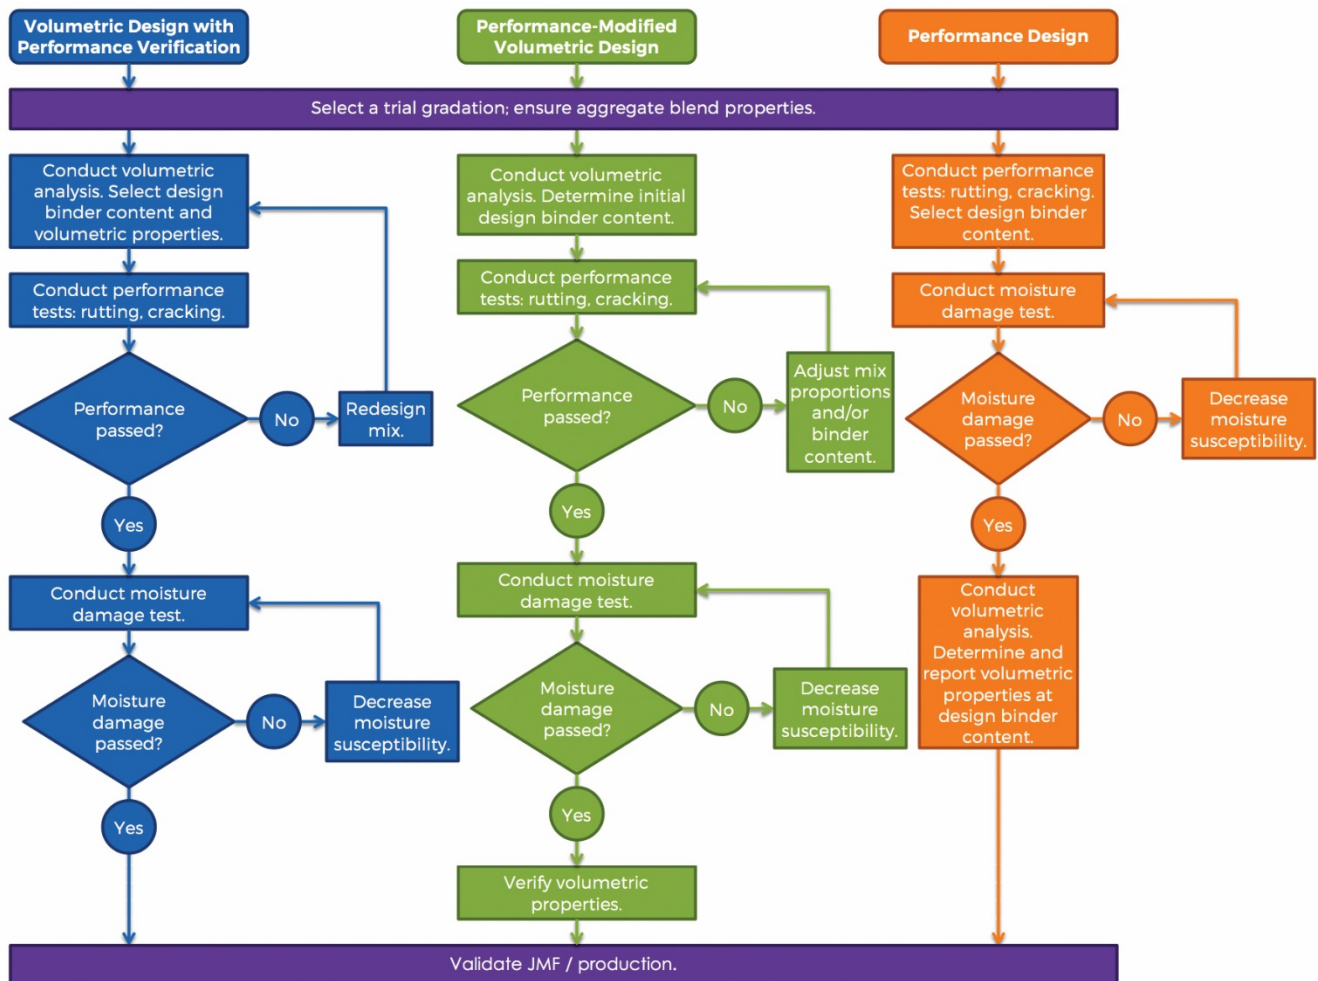 Volumetric Design with
Performance Verification
Performance-Modified
Volumetric Design
Performance Design
Select a trial gradation; ensure aggregate blend properties.
Conduct volumetric
analysis. Select design
binder content and
volumetric properties.
Conduct performance
tests: rutting, cracking.
Performance
passed?
No
Redesign
mix.
Yes
Conduct moisture
damage test.
Moisture
damage
passed?
No
Decrease
moisture
susceptibility.
Yes
Conduct volumetric
analysis. Determine initial
design binder content.
Conduct performance
tests: rutting, cracking.
Performance
passed?
No
Adjust mix
proportions
and/or
binder
content.
Yes
Conduct moisture
damage test.
Moisture
damage
passed?
No
Decrease
moisture
susceptibility.
Yes
Verify volumetric
properties.
Conduct performance
tests: rutting, cracking.
Select design binder
content.
Conduct moisture
damage test.
Moisture
damage
passed?
No
Decrease
moisture
susceptibility.
Yes
Conduct
volumetric
analysis.
Determine and
report volumetric
properties at
design binder
content.
Validate JMF / production.